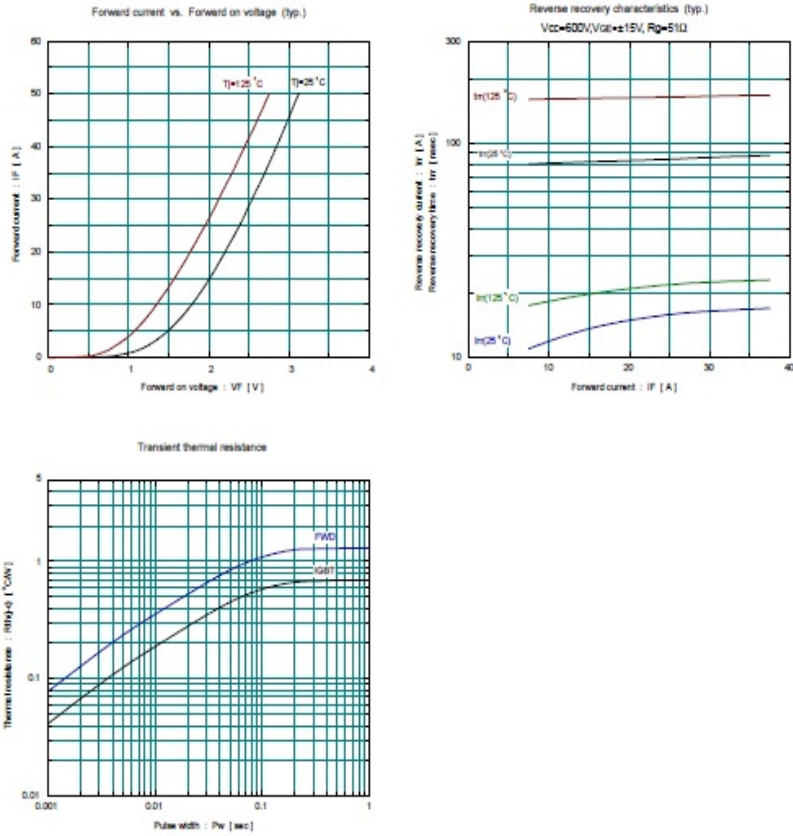 Forward current vs. Forward on voltage (typ.)
60
50
40
30
20
10
0
0
1
2
3
4
Tj=125°C
Tj=25°C
Forward current : IF [ A ]
Forward on voltage : VF [ V ]
Reverse recovery characteristics (typ.)
Vcc=600V,VGE=±15V, Rg=51Ω
300
100
10
0
10
20
30
40
trr(125°C)
trr(25°C)
Irr(125°C)
Irr(25°C)
Reverse recovery current : Irr [ A ]
Reverse recovery time : trr [ nsec ]
Forward current : IF [ A ]
Transient thermal resistance
5
1
0.1
0.01
0.001
0.01
0.1
1
FWD
IGBT
Thermal resistance : Rth(j-c) [ °C/W ]
Pulse width : Pw [ sec ]